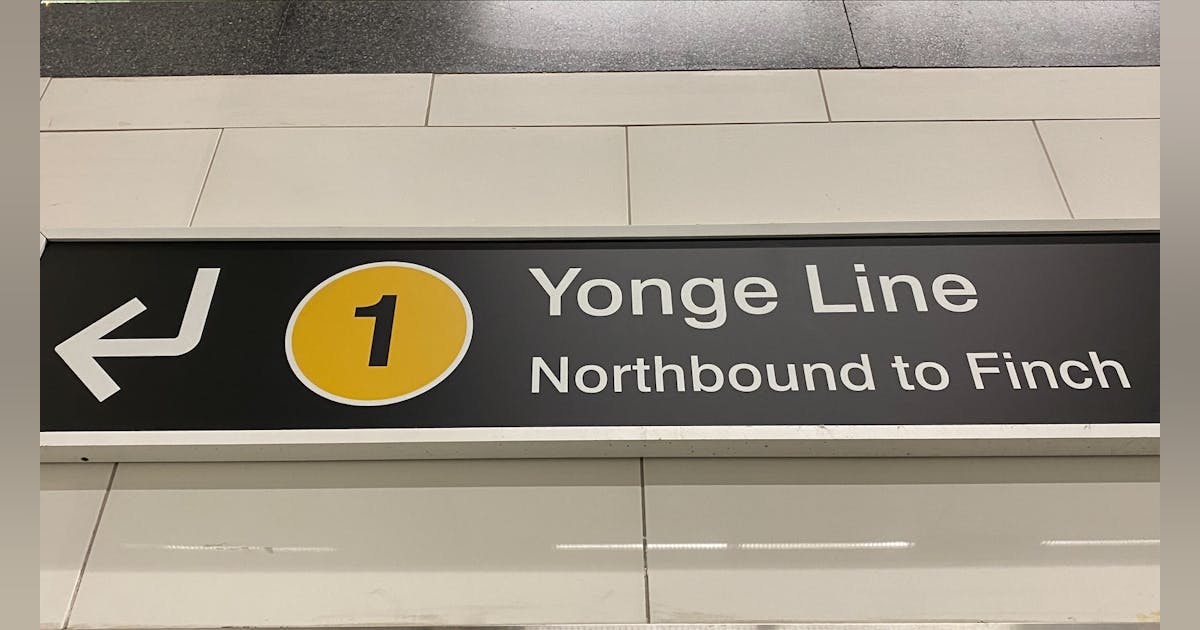 1
Yonge Line
Northbound to Finch